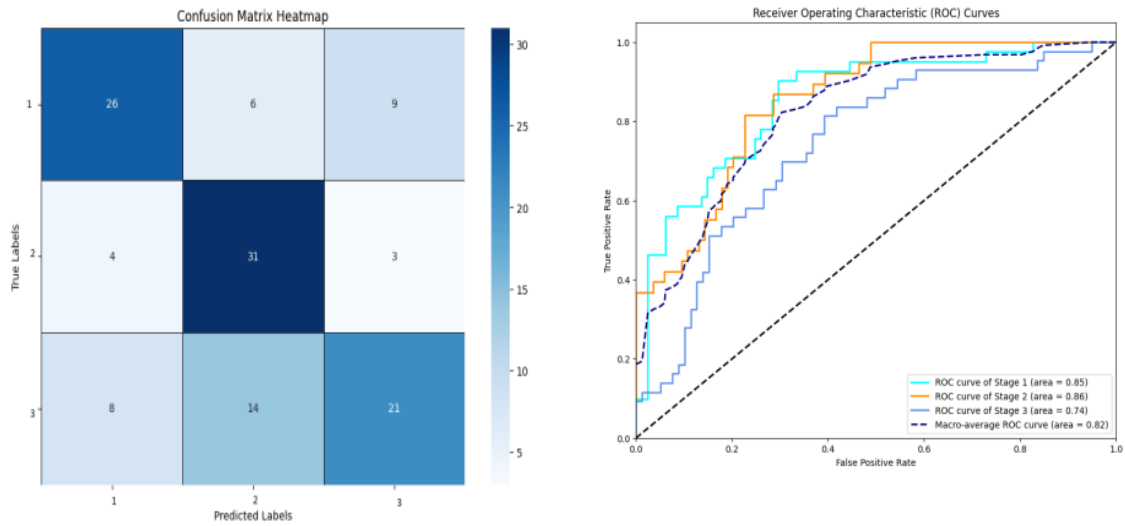 Confusion Matrix Heatmap
True Labels
1
2
3
26 6 9
4 31 3
8 14 21
1 2 3
Predicted Labels
30
25
20
15
10
5
Receiver Operating Characteristic (ROC) Curves
True Positive Rate
1.0
0.8
0.6
0.4
0.2
0.0
ROC curve of Stage 1 (area = 0.85)
ROC curve of Stage 2 (area = 0.86)
ROC curve of Stage 3 (area = 0.74)
Macro-average ROC curve (area = 0.82)
0.0 0.2 0.4 0.6 0.8 1.0
False Positive Rate